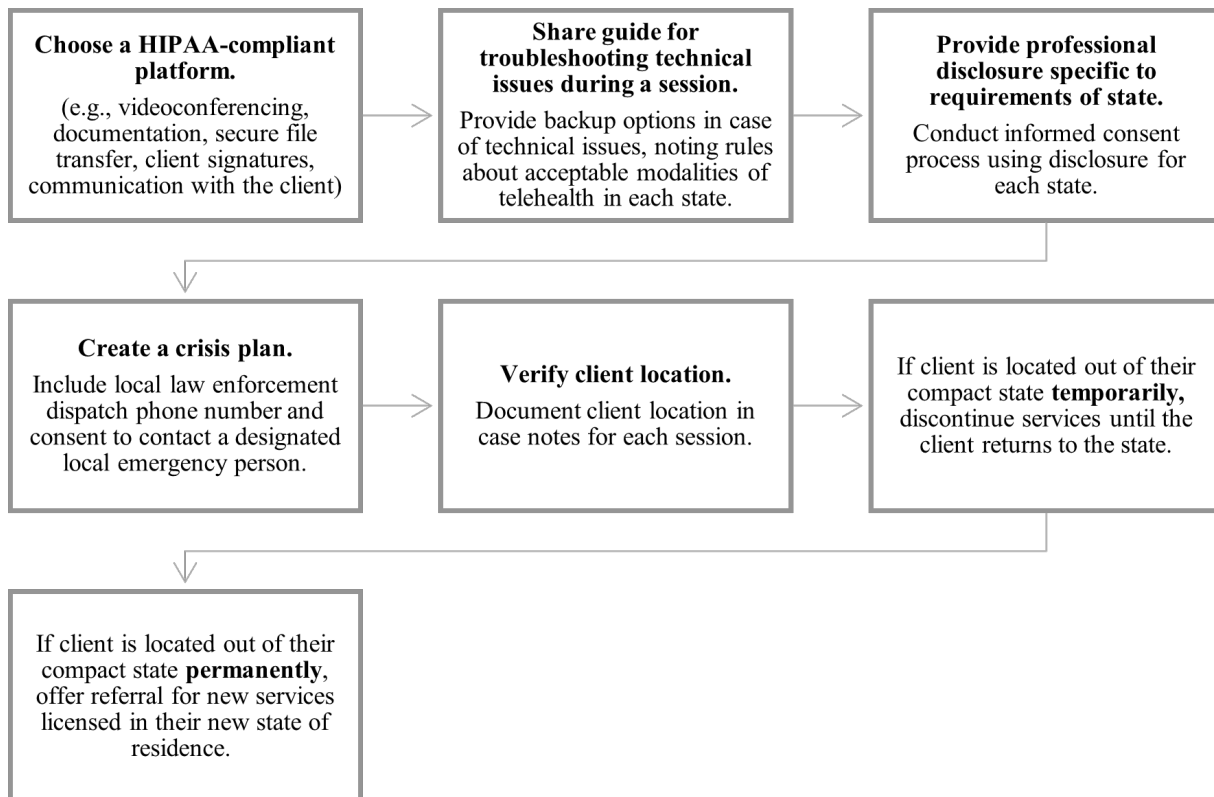 Choose a HIPAA-compliant
platform.
(e.g., videoconferencing,
documentation, secure file
transfer, client signatures,
communication with the client)
Share guide for
troubleshooting technical
issues during a session.
Provide backup options in case
of technical issues, noting rules
about acceptable modalities of
telehealth in each state.
Provide professional
disclosure specific to
requirements of state.
Conduct informed consent
process using disclosure for
each state.
Create a crisis plan.
Include local law enforcement
dispatch phone number and
consent to contact a designated
local emergency person.
Verify client location.
Document client location in
case notes for each session.
If client is located out of their
compact state temporarily,
discontinue services until the
client returns to the state.
If client is located out of their
compact state permanently,
offer referral for new services
licensed in their new state of
residence.